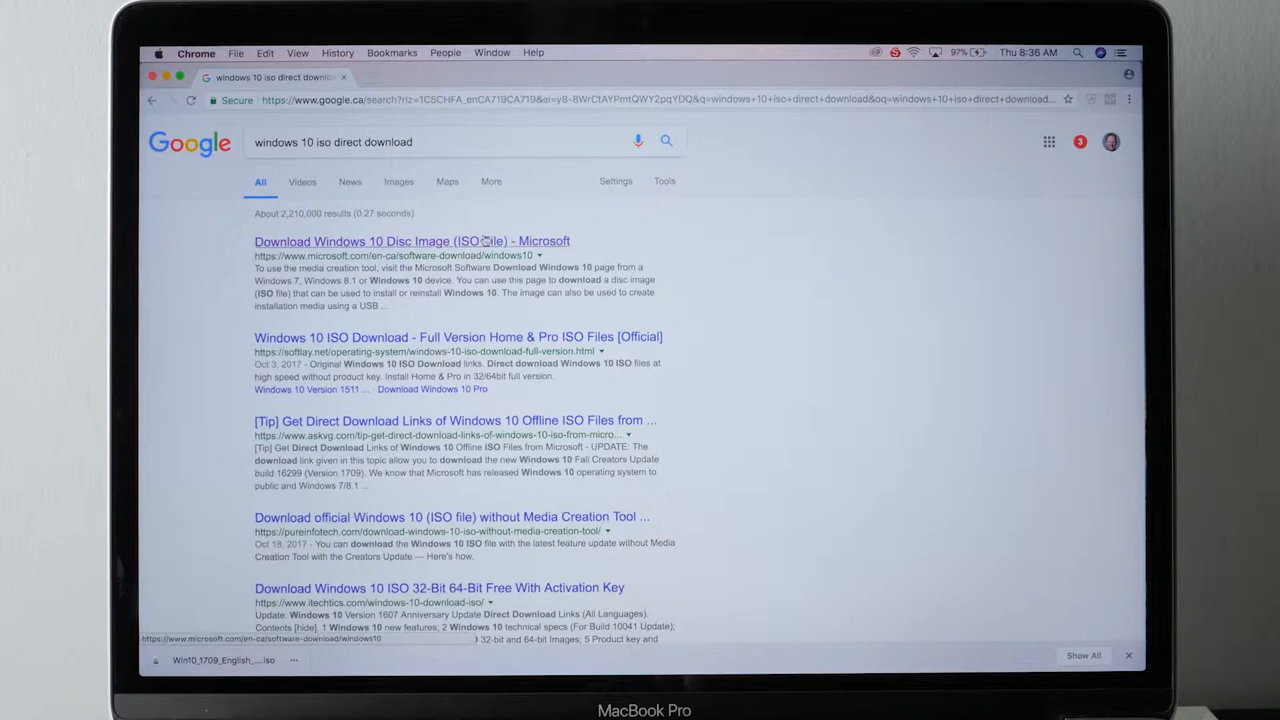 Chrome File Edit View History Bookmarks People Window Help 97% Thu 8:36 AM
windows 10 iso direct downlo
Secure https://www.google.ca/search?rlz=1C5CHFA_enCA719CA719&ei=yB-8WrCtAYPmtQWY2pqYDQ&q=windows+10+iso+direct+download&oq=windows+10+iso+direct+download...
Google windows 10 iso direct download 3
All Videos News Images Maps More Settings Tools
About 2,210,000 results (0.27 seconds)
Download Windows 10 Disc Image (ISO File) - Microsoft
https://www.microsoft.com/en-ca/software-download/windows10
To use the media creation tool, visit the Microsoft Software Download Windows 10 page from a
Windows 7, Windows 8.1 or Windows 10 device. You can use this page to download a disc image
(ISO file) that can be used to install or reinstall Windows 10. The image can also be used to create
installation media using a USB ...
Windows 10 ISO Download - Full Version Home & Pro ISO Files [Official]
https://softlay.net/operating-system/windows-10-iso-download-full-version.html
Oct 3, 2017 - Original Windows 10 ISO Download links. Direct download Windows 10 ISO files at
high speed without product key. Install Home & Pro in 32/64bit full version.
Windows 10 Version 1511 ... Download Windows 10 Pro
[Tip] Get Direct Download Links of Windows 10 Offline ISO Files from ...
https://www.askvg.com/tip-get-direct-download-links-of-windows-10-iso-from-micro...
[Tip] Get Direct Download Links of Windows 10 Offline ISO Files from Microsoft - UPDATE: The
download link given in this topic allow you to download the new Windows 10 Fall Creators Update
build 16299 (Version 1709). We know that Microsoft has released Windows 10 operating system to
public and Windows 7/8.1 ...
Download official Windows 10 (ISO file) without Media Creation Tool ...
https://pureinfotech.com/download-windows-10-iso-without-media-creation-tool/
Oct 18, 2017 - You can download the Windows 10 ISO file with the latest feature update without Media
Creation Tool with the Creators Update — Here's how.
Download Windows 10 ISO 32-Bit 64-Bit Free With Activation Key
https://www.itechtics.com/windows-10-download-iso/
Update: Windows 10 Version 1607 Anniversary Update Direct Download Links (All Languages).
Contents [hide]. 1 Windows 10 new features; 2 Windows 10 technical specs (For Build 10041 Update);
https://www.microsoft.com/en-ca/software-download/windows10 32-bit and 64-bit Images; 5 Product key and
Win10_1709_English_....iso Show All
MacBook Pro